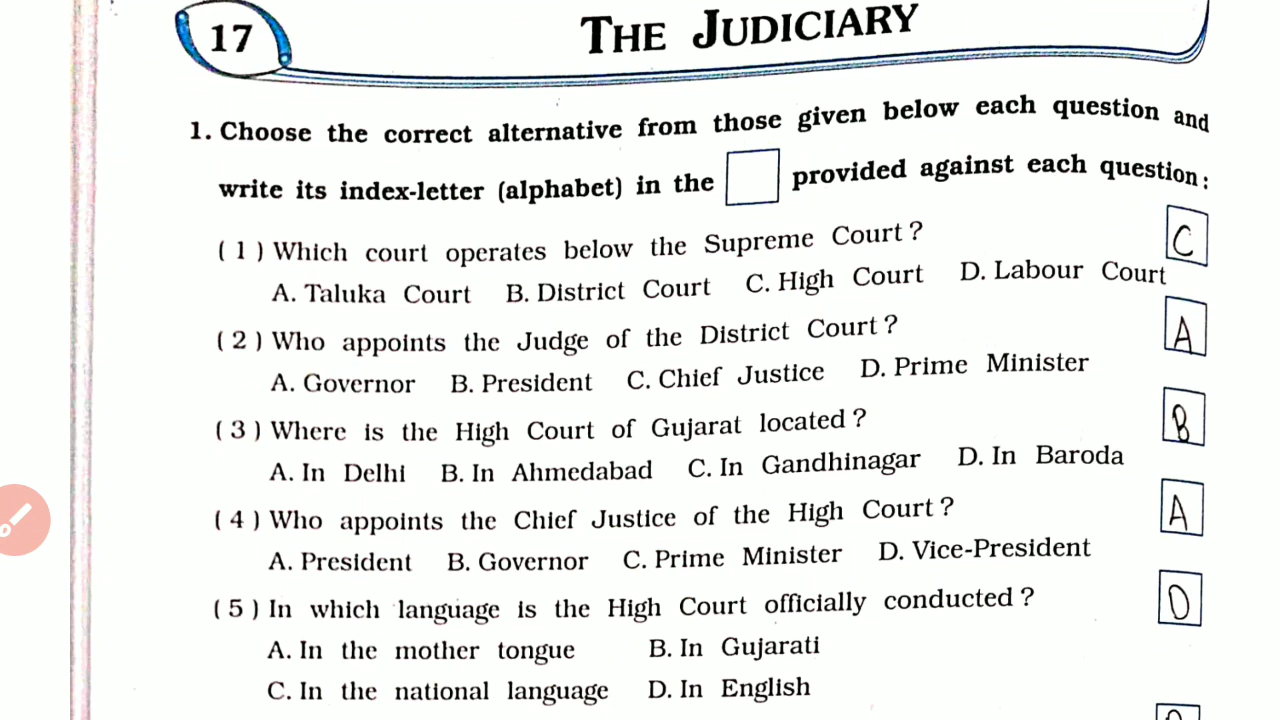 17 THE JUDICIARY
1. Choose the correct alternative from those given below each question and
write its index-letter (alphabet) in the provided against each question :
( 1 ) Which court operates below the Supreme Court ? C
A. Taluka Court B. District Court C. High Court D. Labour Court
( 2 ) Who appoints the Judge of the District Court ? A
A. Governor B. President C. Chief Justice D. Prime Minister
( 3 ) Where is the High Court of Gujarat located ? B
A. In Delhi B. In Ahmedabad C. In Gandhinagar D. In Baroda
( 4 ) Who appoints the Chief Justice of the High Court ? A
A. President B. Governor C. Prime Minister D. Vice-President
( 5 ) In which language is the High Court officially conducted ? D
A. In the mother tongue B. In Gujarati
C. In the national language D. In English